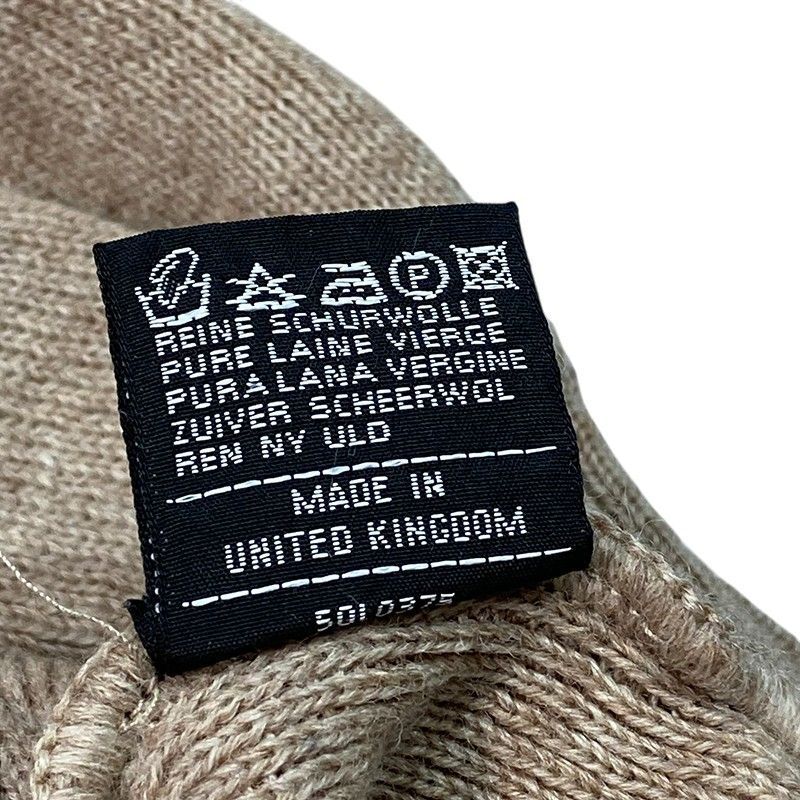 P
REINE SCHURWOLLE
PURE LAINE VIERGE
PURA LANA VERGINE
ZUIVER SCHEERWOL
REN NY ULD
MADE IN
UNITED KINGDOM